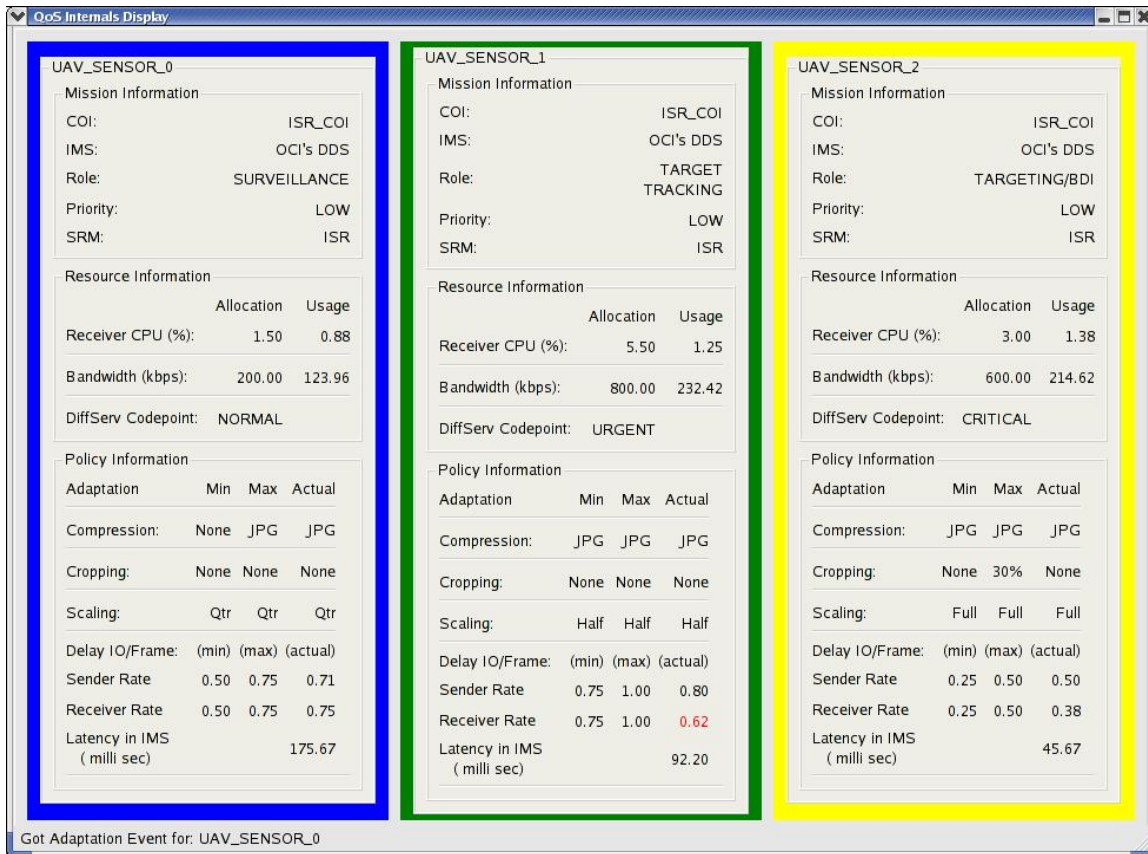 QoS Internals Display
UAV_SENSOR_0
Mission Information
COI: ISR_COI
IMS: OCI's DDS
Role: SURVEILLANCE
Priority: LOW
SRM: ISR
Resource Information
Allocation Usage
Receiver CPU (%): 1.50 0.88
Bandwidth (kbps): 200.00 123.96
DiffServ Codepoint: NORMAL
Policy Information
Adaptation Min Max Actual
Compression: None JPG JPG
Cropping: None None None
Scaling: Qtr Qtr Qtr
Delay IO/Frame: (min) (max) (actual)
Sender Rate 0.50 0.75 0.71
Receiver Rate 0.50 0.75 0.75
Latency in IMS
( milli sec) 175.67
UAV_SENSOR_1
Mission Information
COI: ISR_COI
IMS: OCI's DDS
Role: TARGET
TRACKING
Priority: LOW
SRM: ISR
Resource Information
Allocation Usage
Receiver CPU (%): 5.50 1.25
Bandwidth (kbps): 800.00 232.42
DiffServ Codepoint: URGENT
Policy Information
Adaptation Min Max Actual
Compression: JPG JPG JPG
Cropping: None None None
Scaling: Half Half Half
Delay IO/Frame: (min) (max) (actual)
Sender Rate 0.75 1.00 0.80
Receiver Rate 0.75 1.00 0.62
Latency in IMS
( milli sec) 92.20
UAV_SENSOR_2
Mission Information
COI: ISR_COI
IMS: OCI's DDS
Role: TARGETING/BDI
Priority: LOW
SRM: ISR
Resource Information
Allocation Usage
Receiver CPU (%): 3.00 1.38
Bandwidth (kbps): 600.00 214.62
DiffServ Codepoint: CRITICAL
Policy Information
Adaptation Min Max Actual
Compression: JPG JPG JPG
Cropping: None 30% None
Scaling: Full Full Full
Delay IO/Frame: (min) (max) (actual)
Sender Rate 0.25 0.50 0.50
Receiver Rate 0.25 0.50 0.38
Latency in IMS
( milli sec) 45.67
Got Adaptation Event for: UAV_SENSOR_0